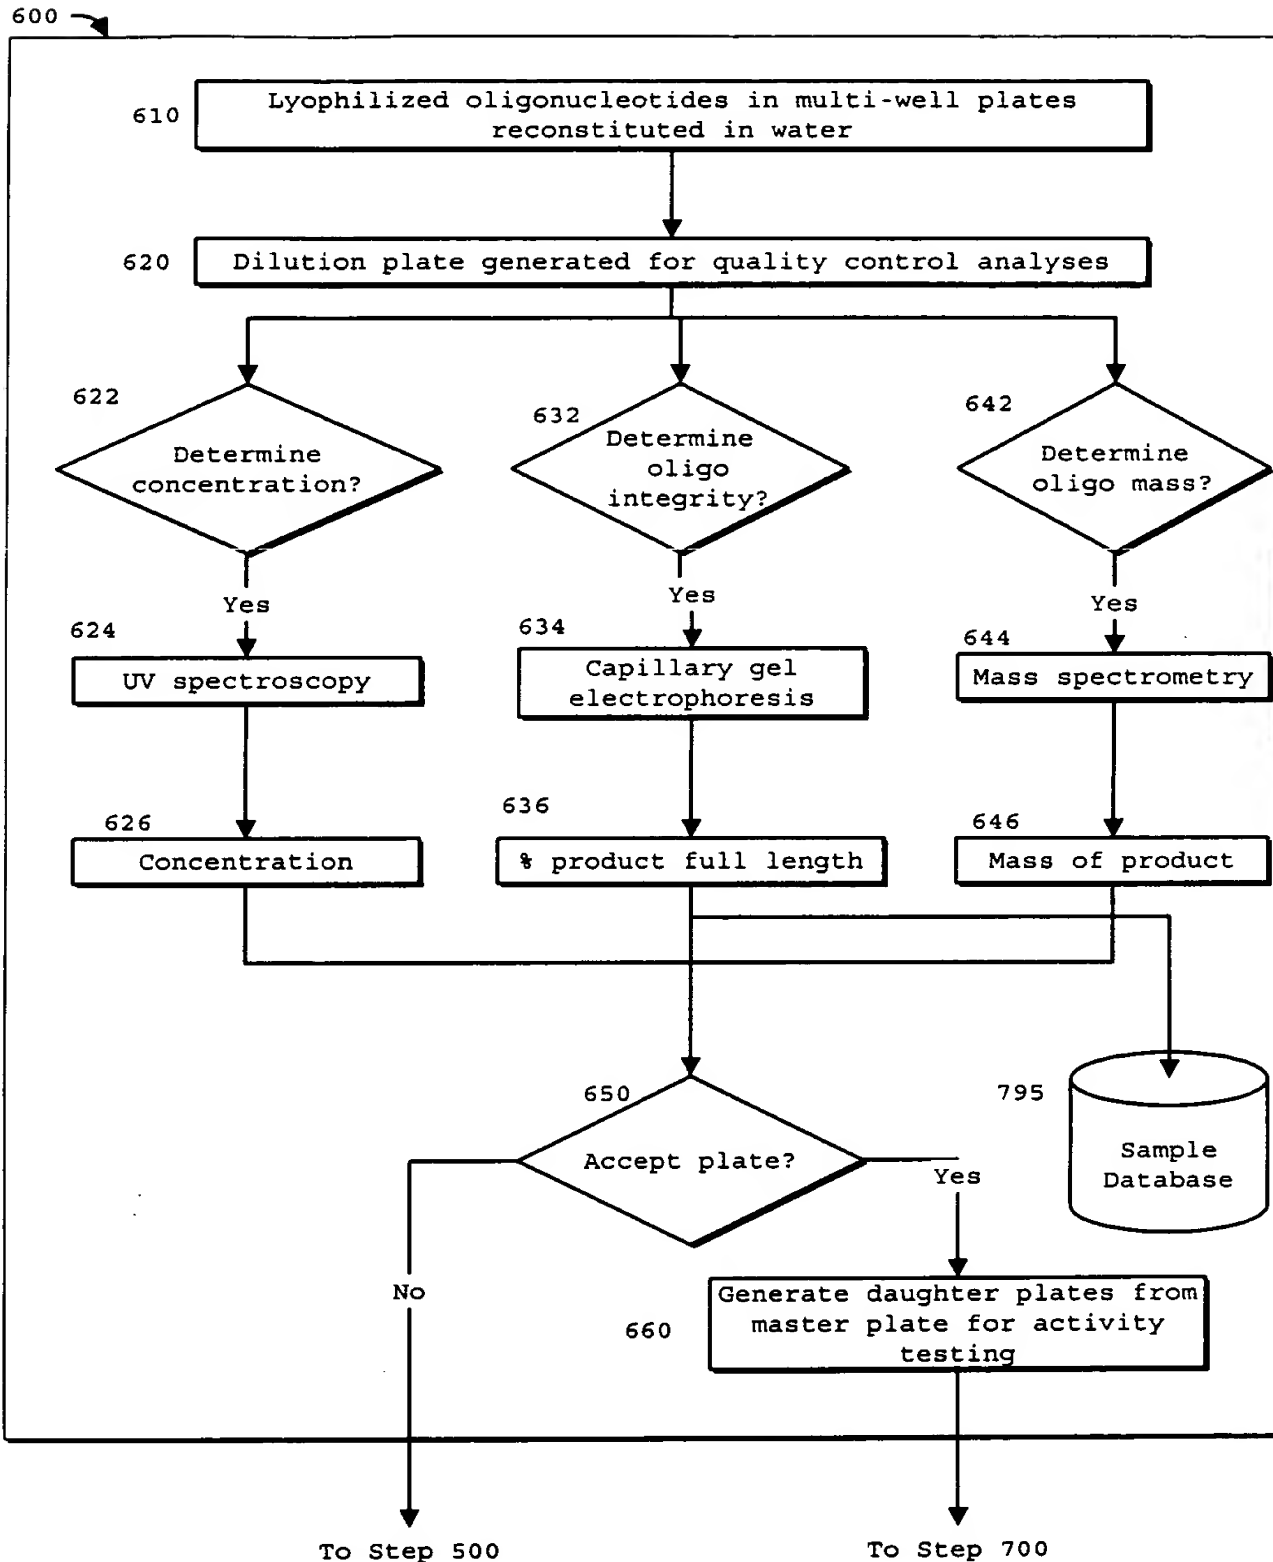 600
610
Lyophilized oligonucleotides in multi-well plates
reconstituted in water
620
Dilution plate generated for quality control analyses
622
Determine
concentration?
632
Determine
oligo
integrity?
642
Determine
oligo mass?
Yes
Yes
Yes
624
UV spectroscopy
634
Capillary gel
electrophoresis
644
Mass spectrometry
626
Concentration
636
% product full length
646
Mass of product
650
Accept plate?
795
Sample
Database
Yes
No
660
Generate daughter plates from
master plate for activity
testing
To Step 500
To Step 700